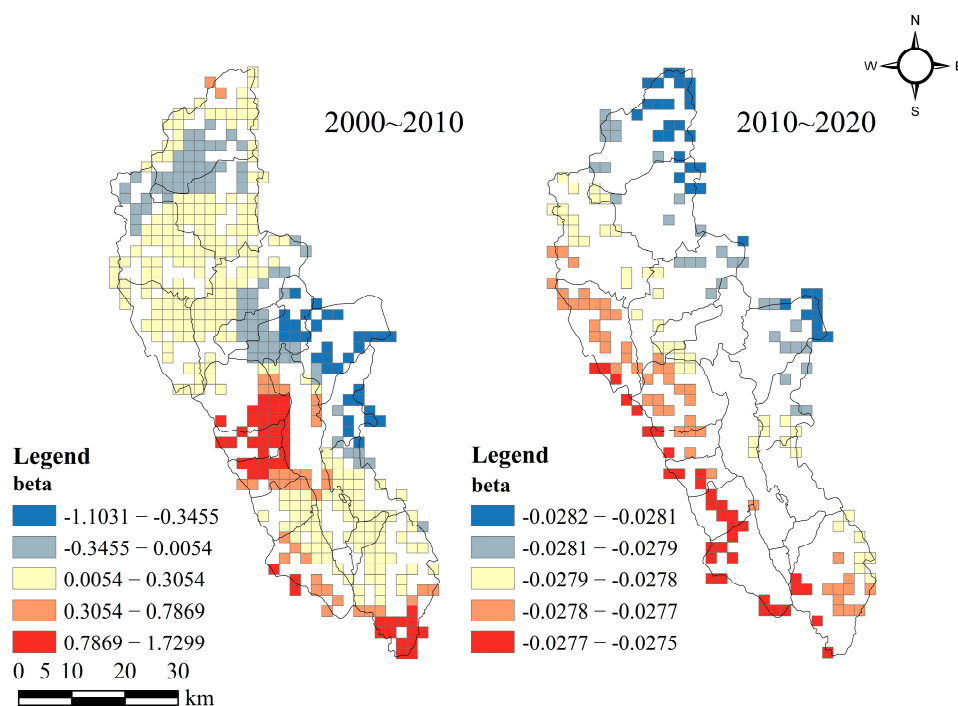 N
W
E
S
2000~2010
2010~2020
Legend
beta
-1.1031 − -0.3455
-0.3455 − 0.0054
0.0054 − 0.3054
0.3054 − 0.7869
0.7869 − 1.7299
0 5 10 20 30
km
Legend
beta
-0.0282 − -0.0281
-0.0281 − -0.0279
-0.0279 − -0.0278
-0.0278 − -0.0277
-0.0277 − -0.0275